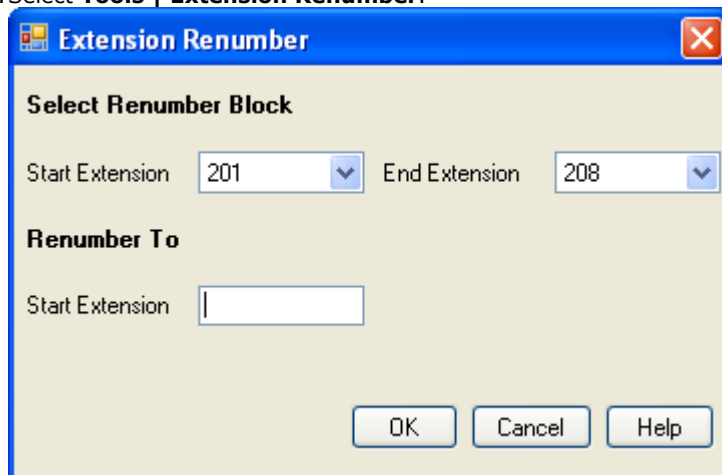 Select Tools | Extension Renumber.
Extension Renumber
Select Renumber Block
Start Extension 201 End Extension 208
Renumber To
Start Extension
OK Cancel Help